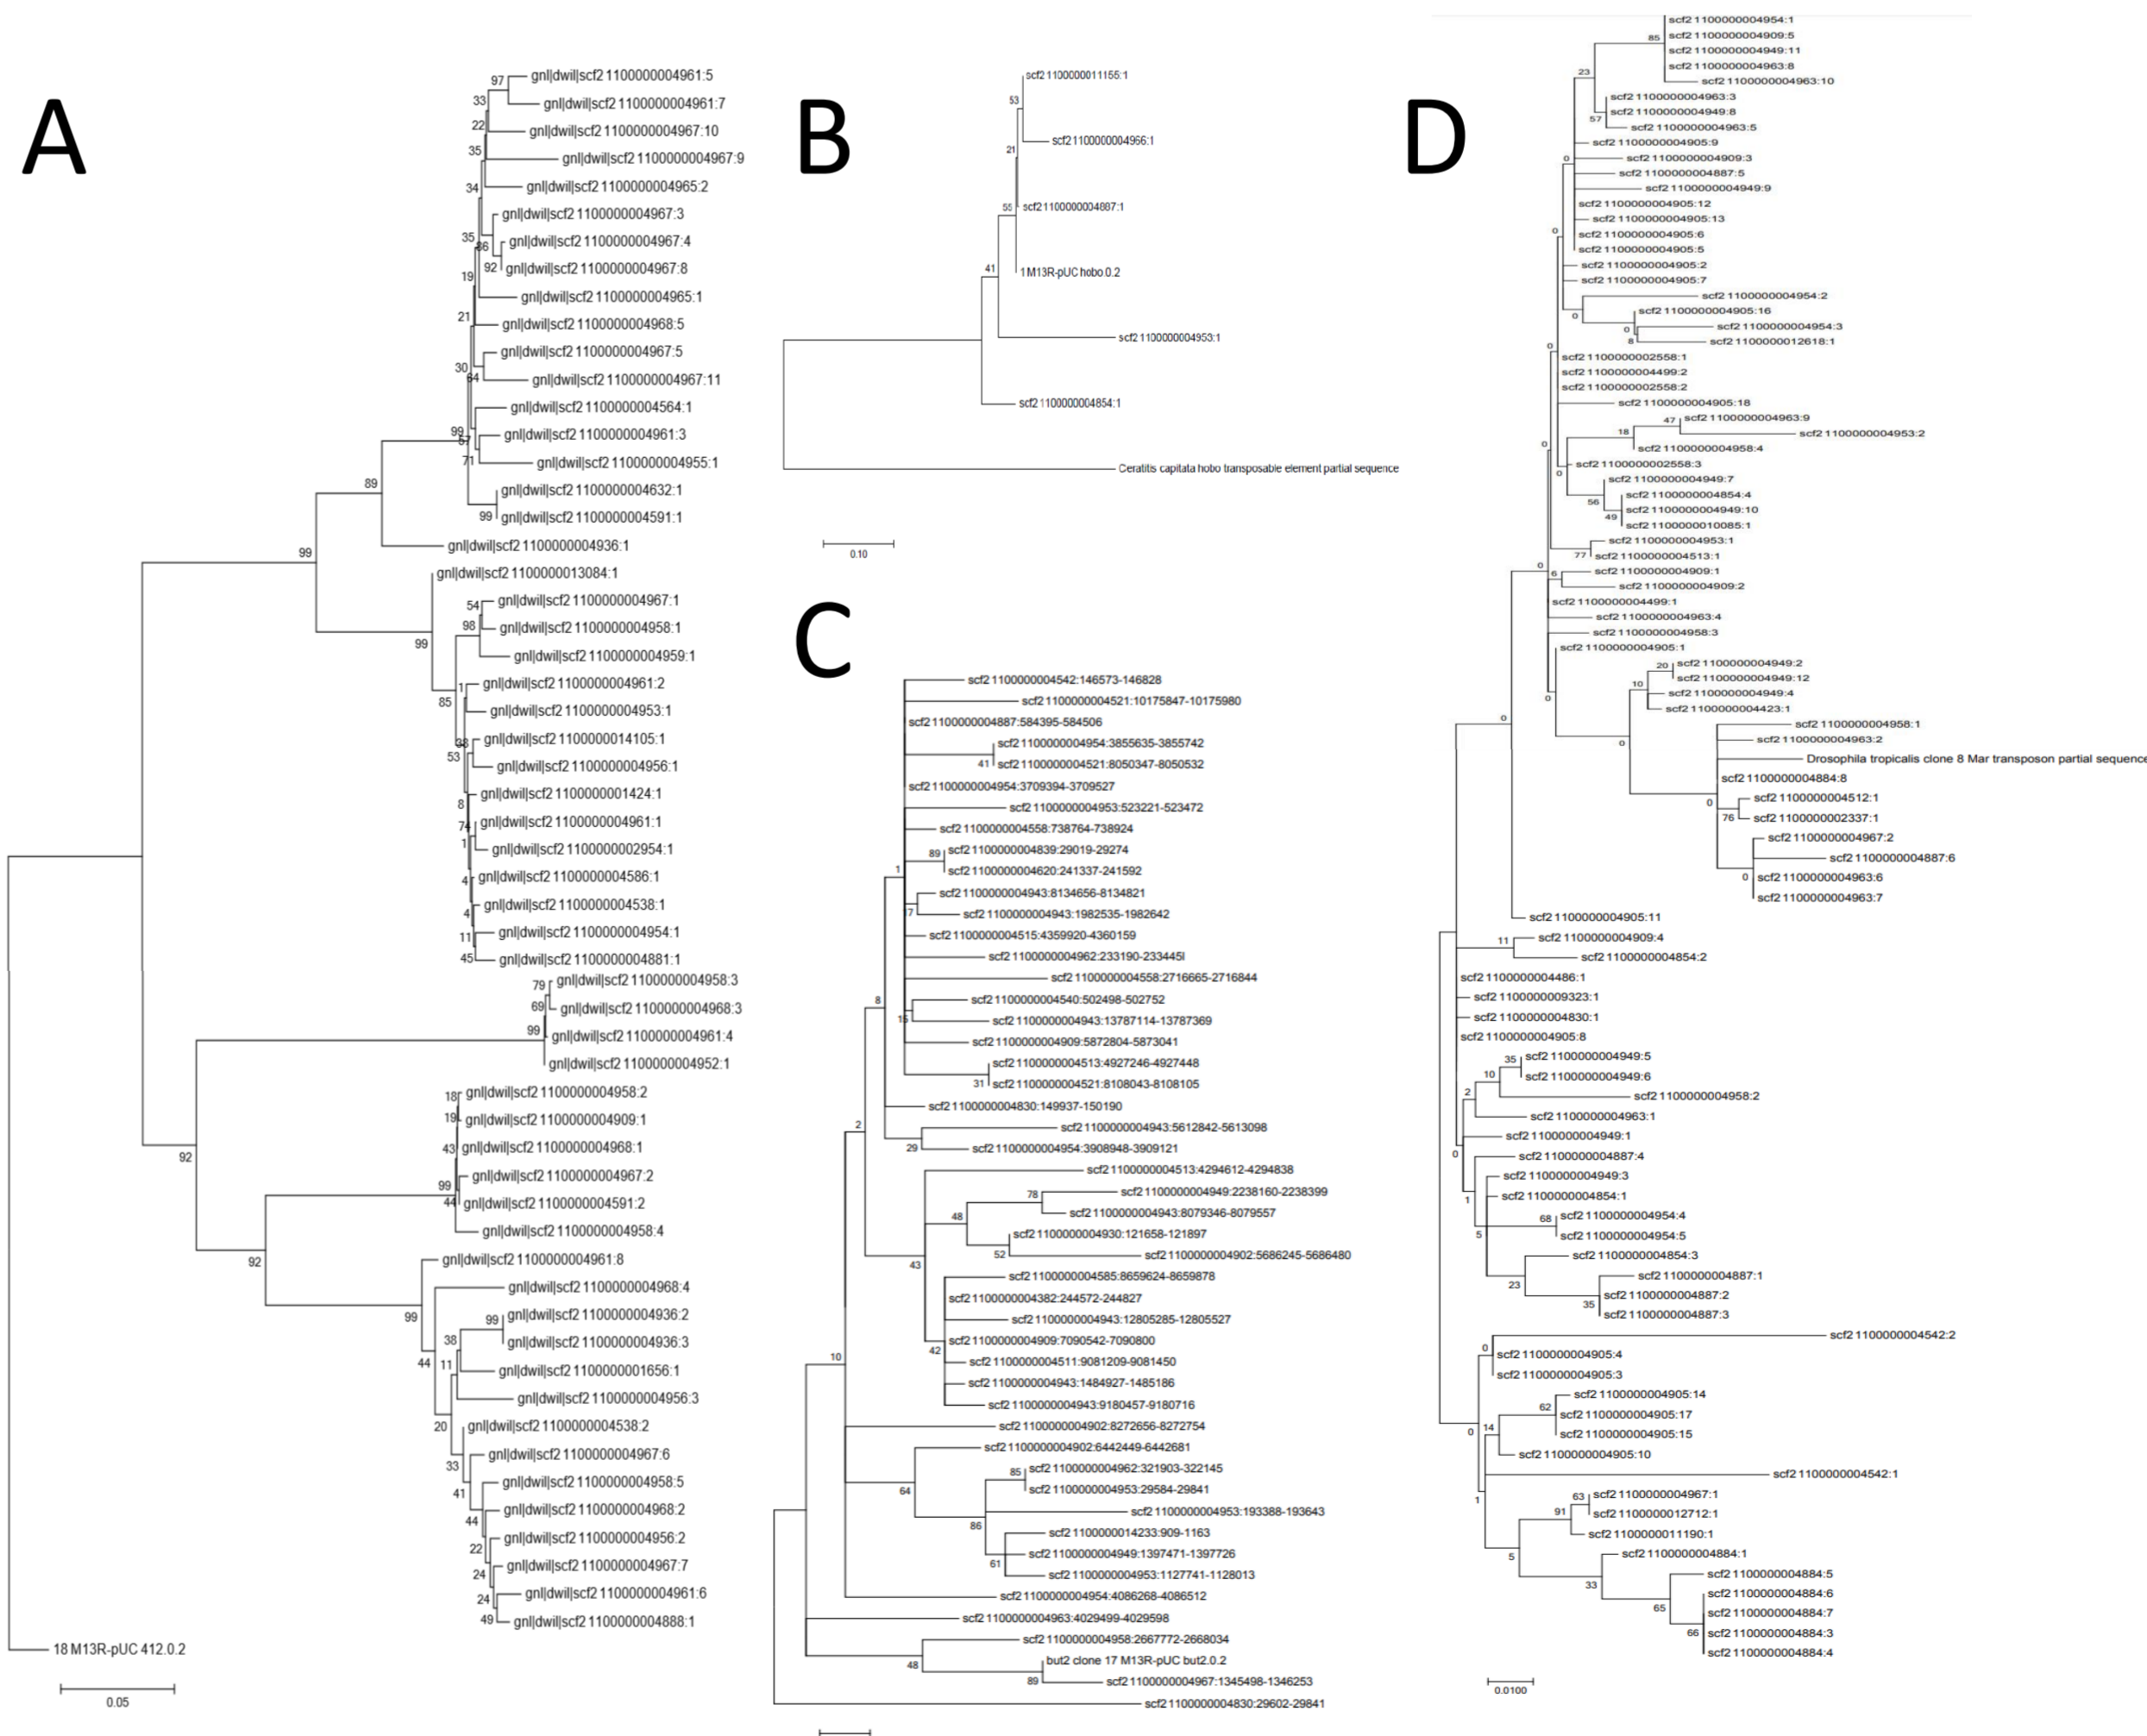 A
97
gnl|dwil|scf2 1100000004961:5
33
gnl|dwil|scf2 1100000004961:7
22
gnl|dwil|scf2 1100000004967:10
35
gnl|dwil|scf2 1100000004967:9
34
gnl|dwil|scf2 1100000004965:2
gnl|dwil|scf2 1100000004967:3
35
gnl|dwil|scf2 1100000004967:4
86
92
gnl|dwil|scf2 1100000004967:8
19
gnl|dwil|scf2 1100000004965:1
21
gnl|dwil|scf2 1100000004968:5
gnl|dwil|scf2 1100000004967:5
30
64
gnl|dwil|scf2 1100000004967:11
gnl|dwil|scf2 1100000004564:1
99
57
gnl|dwil|scf2 1100000004961:3
71
gnl|dwil|scf2 1100000004955:1
89
gnl|dwil|scf2 1100000004632:1
99
gnl|dwil|scf2 1100000004591:1
99
gnl|dwil|scf2 1100000004936:1
gnl|dwil|scf2 1100000013084:1
54
gnl|dwil|scf2 1100000004967:1
98
gnl|dwil|scf2 1100000004958:1
99
gnl|dwil|scf2 1100000004959:1
1
gnl|dwil|scf2 1100000004961:2
85
gnl|dwil|scf2 1100000004953:1
gnl|dwil|scf2 1100000014105:1
53
gnl|dwil|scf2 1100000004956:1
8
gnl|dwil|scf2 1100000001424:1
74
gnl|dwil|scf2 1100000004961:1
1
gnl|dwil|scf2 1100000002954:1
4
gnl|dwil|scf2 1100000004586:1
4
gnl|dwil|scf2 1100000004538:1
11
gnl|dwil|scf2 1100000004954:1
45
gnl|dwil|scf2 1100000004881:1
79
gnl|dwil|scf2 1100000004958:3
69
gnl|dwil|scf2 1100000004968:3
99
gnl|dwil|scf2 1100000004961:4
gnl|dwil|scf2 1100000004952:1
18
gnl|dwil|scf2 1100000004958:2
19
gnl|dwil|scf2 1100000004909:1
43
gnl|dwil|scf2 1100000004968:1
92
99
gnl|dwil|scf2 1100000004967:2
44
gnl|dwil|scf2 1100000004591:2
gnl|dwil|scf2 1100000004958:4
92
gnl|dwil|scf2 1100000004961:8
gnl|dwil|scf2 1100000004968:4
99
99
gnl|dwil|scf2 1100000004936:2
38
gnl|dwil|scf2 1100000004936:3
44
11
gnl|dwil|scf2 1100000001656:1
gnl|dwil|scf2 1100000004956:3
20
gnl|dwil|scf2 1100000004538:2
33
gnl|dwil|scf2 1100000004967:6
41
gnl|dwil|scf2 1100000004958:5
44
gnl|dwil|scf2 1100000004968:2
22
gnl|dwil|scf2 1100000004956:2
24
gnl|dwil|scf2 1100000004967:7
24
gnl|dwil|scf2 1100000004961:6
49
gnl|dwil|scf2 1100000004888:1
18 M13R-pUC 412.0.2
0.05
B
scf2 1100000011155:1
53
scf2 1100000004966:1
21
55
scf2 1100000004887:1
41
1M13R-pUC hobo 0.2
scf2 1100000004953:1
scf2 1100000004854:1
Ceratitis capitata hobo transposable element partial sequence
0.10
C
scf2 1100000004542:146573-146828
scf2 1100000004521:10175847-10175980
scf2 1100000004887:584395-584506
scf2 1100000004954:3855635-3855742
41
scf2 1100000004521:8050347-8050532
scf2 1100000004954:3709394-3709527
scf2 1100000004953:523221-523472
scf2 1100000004558:738764-738924
89
scf2 1100000004839:29019-29274
1
scf2 1100000004620:241337-241592
scf2 1100000004943:8134656-8134821
17
scf2 1100000004943:1982535-1982642
scf2 1100000004515:4359920-4360159
scf2 1100000004962:233190-233445l
scf2 1100000004558:2716665-2716844
8
scf2 1100000004540:502498-502752
15
scf2 1100000004943:13787114-13787369
scf2 1100000004909:5872804-5873041
scf2 1100000004513:4927246-4927448
31
scf2 1100000004521:8108043-8108105
scf2 1100000004830:149937-150190
2
scf2 1100000004943:5612842-5613098
29
scf2 1100000004954:3908948-3909121
scf2 1100000004513:4294612-4294838
78
scf2 1100000004949:2238160-2238399
48
scf2 1100000004943:8079346-8079557
scf2 1100000004930:121658-121897
52
scf2 1100000004902:5686245-5686480
43
scf2 1100000004585:8659624-8659878
scf2 1100000004382:244572-244827
scf2 1100000004943:12805285-12805527
scf2 1100000004909:7090542-7090800
42
10
scf2 1100000004511:9081209-9081450
scf2 1100000004943:1484927-1485186
scf2 1100000004943:9180457-9180716
scf2 1100000004902:8272656-8272754
scf2 1100000004902:6442449-6442681
85
scf2 1100000004962:321903-322145
64
scf2 1100000004953:29584-29841
scf2 1100000004953:193388-193643
86
scf2 1100000014233:909-1163
scf2 1100000004949:1397471-1397726
61
scf2 1100000004953:1127741-1128013
scf2 1100000004954:4086268-4086512
scf2 1100000004963:4029499-4029598
scf2 1100000004958:2667772-2668034
48
but2 clone 17 M13R-pUC but2.0.2
89
scf2 1100000004967:1345498-1346253
scf2 1100000004830:29602-29841
D
scf2 1100000004954:1
85
scf2 1100000004909:5
scf2 1100000004949:11
23
scf2 1100000004963:8
scf2 1100000004963:10
scf2 1100000004963:3
scf2 1100000004949:8
57
scf2 1100000004963:5
scf2 1100000004905:9
0
scf2 1100000004909:3
scf2 1100000004887:5
scf2 1100000004949:9
scf2 1100000004905:12
scf2 1100000004905:13
0
scf2 1100000004905:6
scf2 1100000004905:5
scf2 1100000004905:2
scf2 1100000004905:7
scf2 1100000004954:2
0
scf2 1100000004905:16
0
scf2 1100000004954:3
8
scf2 1100000012618:1
0
scf2 1100000002558:1
scf2 1100000004499:2
scf2 1100000002558:2
scf2 1100000004905:18
47
scf2 1100000004963:9
18
scf2 1100000004953:2
0
scf2 1100000004958:4
0
scf2 1100000002558:3
scf2 1100000004949:7
56
scf2 1100000004854:4
49
scf2 1100000004949:10
scf2 1100000010085:1
scf2 1100000004953:1
77
scf2 1100000004513:1
0
6
scf2 1100000004909:1
scf2 1100000004909:2
scf2 1100000004499:1
scf2 1100000004963:4
scf2 1100000004958:3
scf2 1100000004905:1
20
scf2 1100000004949:2
scf2 1100000004949:12
10
0
scf2 1100000004949:4
scf2 1100000004423:1
0
scf2 1100000004958:1
0
scf2 1100000004963:2
Drosophila tropicalis clone 8 Mar transposon partial sequence
scf2 1100000004884:8
0
scf2 1100000004512:1
76
scf2 1100000002337:1
scf2 1100000004967:2
scf2 1100000004887:6
0
scf2 1100000004963:6
scf2 1100000004963:7
scf2 1100000004905:11
11
scf2 1100000004909:4
scf2 1100000004854:2
scf2 1100000004486:1
scf2 1100000009323:1
scf2 1100000004830:1
scf2 1100000004905:8
35
scf2 1100000004949:5
10
scf2 1100000004949:6
2
scf2 1100000004958:2
scf2 1100000004963:1
scf2 1100000004949:1
0
scf2 1100000004887:4
scf2 1100000004949:3
1
scf2 1100000004854:1
68
scf2 1100000004954:4
5
scf2 1100000004954:5
scf2 1100000004854:3
23
scf2 1100000004887:1
35
scf2 1100000004887:2
scf2 1100000004887:3
scf2 1100000004542:2
0
scf2 1100000004905:4
scf2 1100000004905:3
scf2 1100000004905:14
62
scf2 1100000004905:17
0
14
scf2 1100000004905:15
scf2 1100000004905:10
scf2 1100000004542:1
1
63
scf2 1100000004967:1
91
scf2 1100000012712:1
scf2 1100000011190:1
5
scf2 1100000004884:1
33
scf2 1100000004884:5
scf2 1100000004884:6
65
scf2 1100000004884:7
66
scf2 1100000004884:3
scf2 1100000004884:4
0.0100